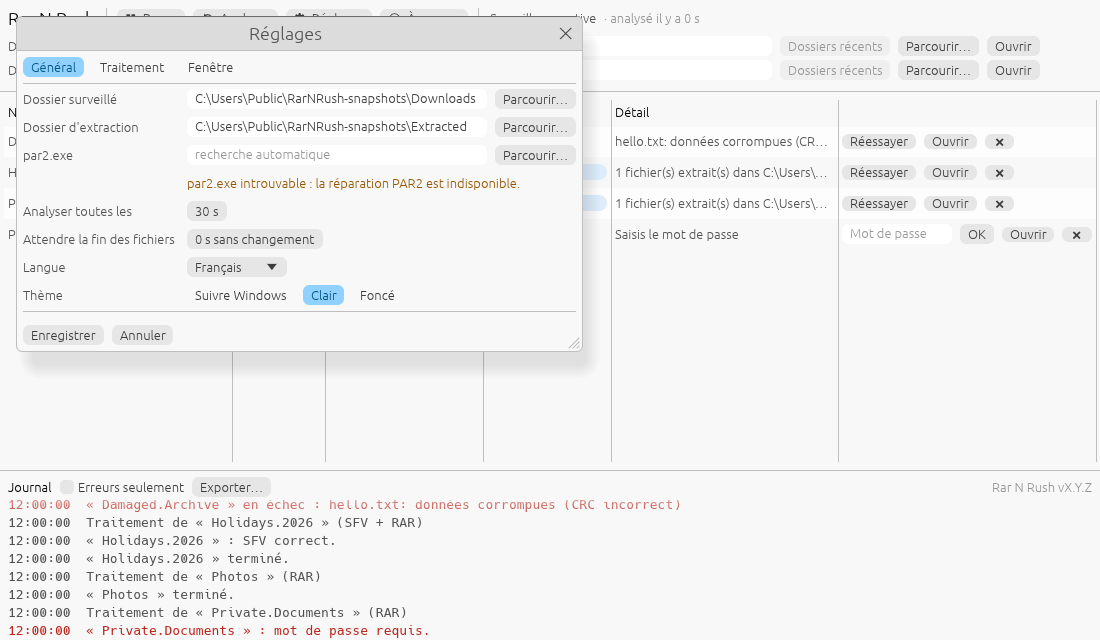 Réglages
· analysé il y a 0 s
Général Traitement Fenêtre
Dossiers récents Parcourir… Ouvrir
Dossiers récents Parcourir… Ouvrir
Dossier surveillé C:\Users\Public\RarNRush-snapshots\Downloads Parcourir…
Dossier d'extraction C:\Users\Public\RarNRush-snapshots\Extracted Parcourir…
par2.exe recherche automatique Parcourir…
par2.exe introuvable : la réparation PAR2 est indisponible.
Analyser toutes les 30 s
Attendre la fin des fichiers 0 s sans changement
Langue Français
Thème Suivre Windows Clair Foncé
Enregistrer Annuler
Détail
hello.txt: données corrompues (CR… Réessayer Ouvrir ×
1 fichier(s) extrait(s) dans C:\Users\… Réessayer Ouvrir ×
1 fichier(s) extrait(s) dans C:\Users\… Réessayer Ouvrir ×
Saisis le mot de passe Mot de passe OK Ouvrir ×
Journal Erreurs seulement Exporter… Rar N Rush vX.Y.Z
12:00:00 « Damaged.Archive » en échec : hello.txt: données corrompues (CRC incorrect)
12:00:00 Traitement de « Holidays.2026 » (SFV + RAR)
12:00:00 « Holidays.2026 » : SFV correct.
12:00:00 « Holidays.2026 » terminé.
12:00:00 Traitement de « Photos » (RAR)
12:00:00 « Photos » terminé.
12:00:00 Traitement de « Private.Documents » (RAR)
12:00:00 « Private.Documents » : mot de passe requis.